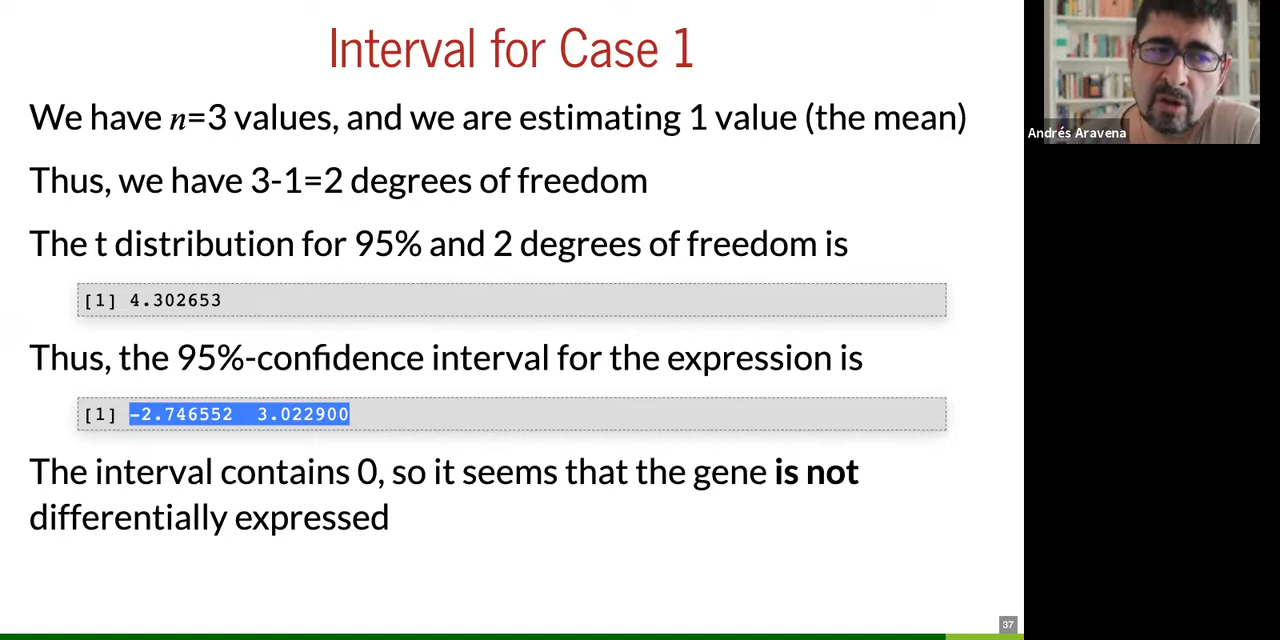 Interval for Case 1
We have n=3 values, and we are estimating 1 value (the mean)
Thus, we have 3-1=2 degrees of freedom
The t distribution for 95% and 2 degrees of freedom is
[1] 4.302653
Thus, the 95%-confidence interval for the expression is
[1] -2.746552 3.022900
The interval contains 0, so it seems that the gene is not
differentially expressed
37
Andrés Aravena